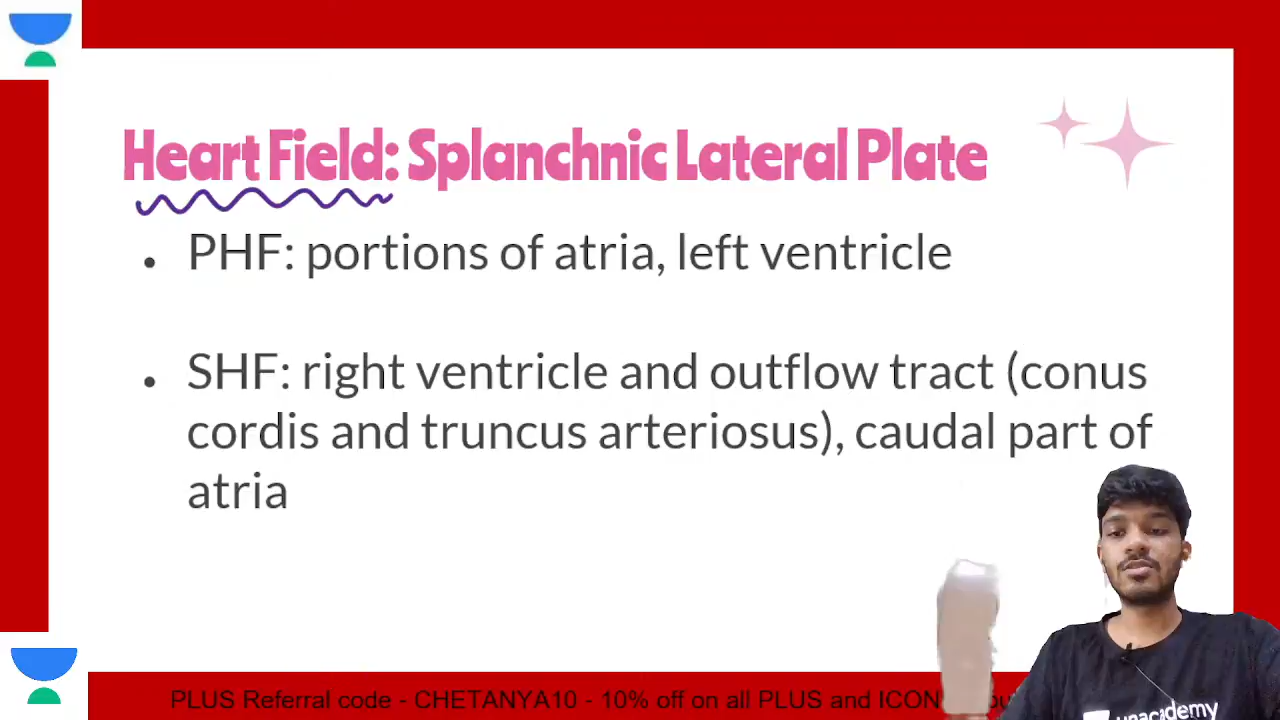 Heart Field: Splanchnic Lateral Plate
• PHF: portions of atria, left ventricle
• SHF: right ventricle and outflow tract (conus
cordis and truncus arteriosus), caudal part of
atria
PLUS Referral code - CHETANYA10 - 10% off on all PLUS and ICON
unacademy